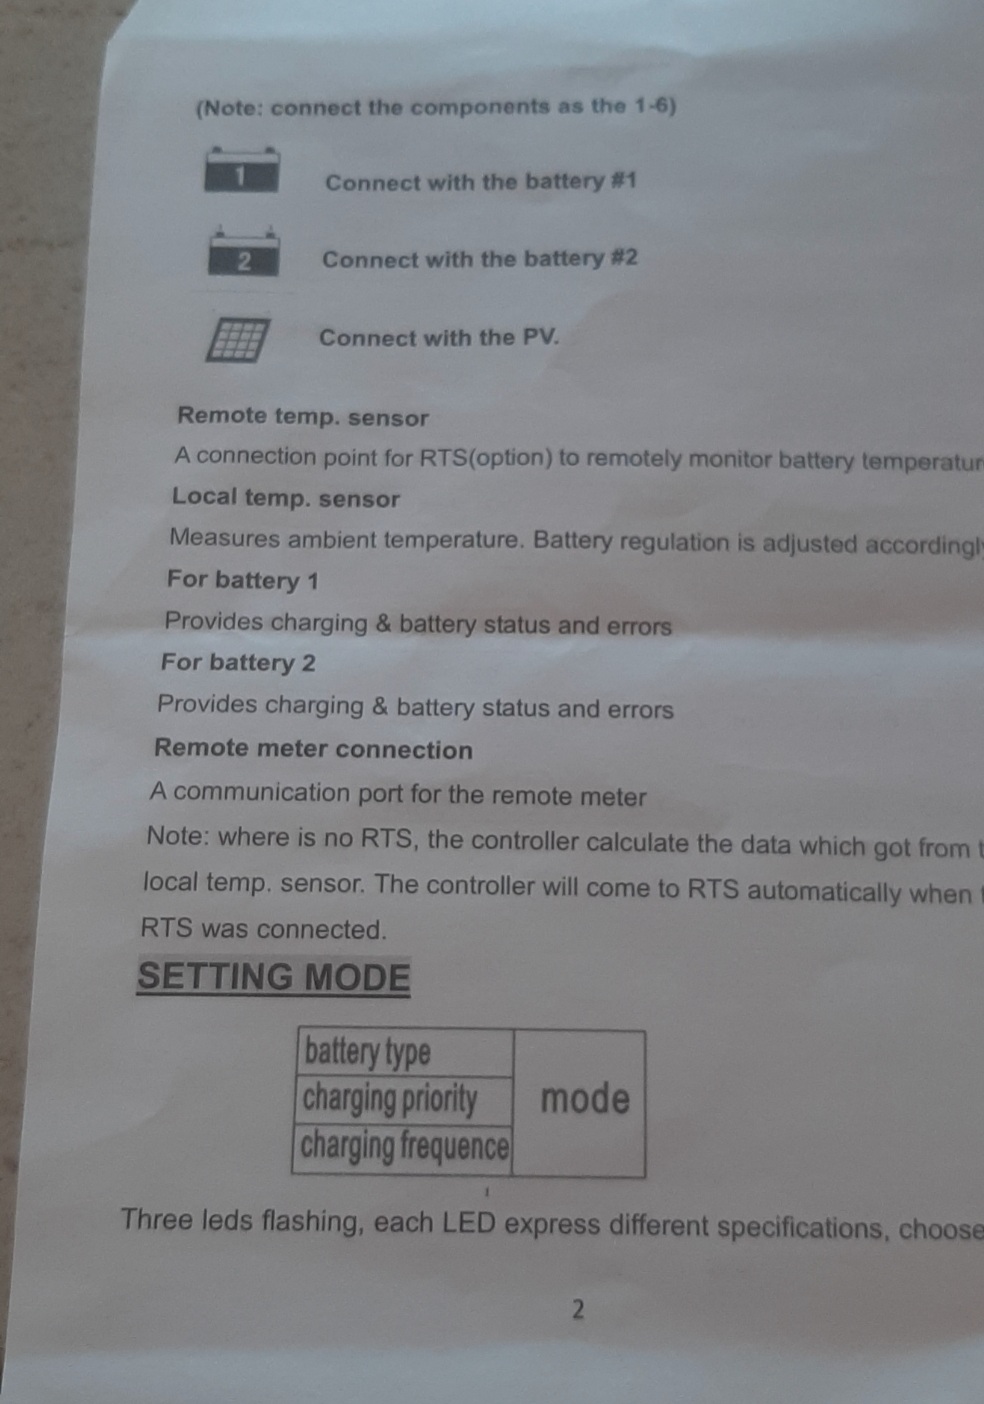 (Note: connect the components as the 1-6)
1
Connect with the battery #1
2
Connect with the battery #2
Connect with the PV.
Remote temp. sensor
A connection point for RTS(option) to remotely monitor battery
Local temp. sensor
Measures ambient temperature. Battery regulation is adjusted
For battery 1
Provides charging & battery status and errors
For battery 2
Provides charging & battery status and errors
Remote meter connection
A communication port for the remote meter
Note: where is no RTS, the controller calculate the data which got from
local temp. sensor. The controller will come to RTS automatically when
RTS was connected.
SETTING MODE
battery type
charging priority
mode
charging frequence
Three leds flashing, each LED express different specifications, choose
2